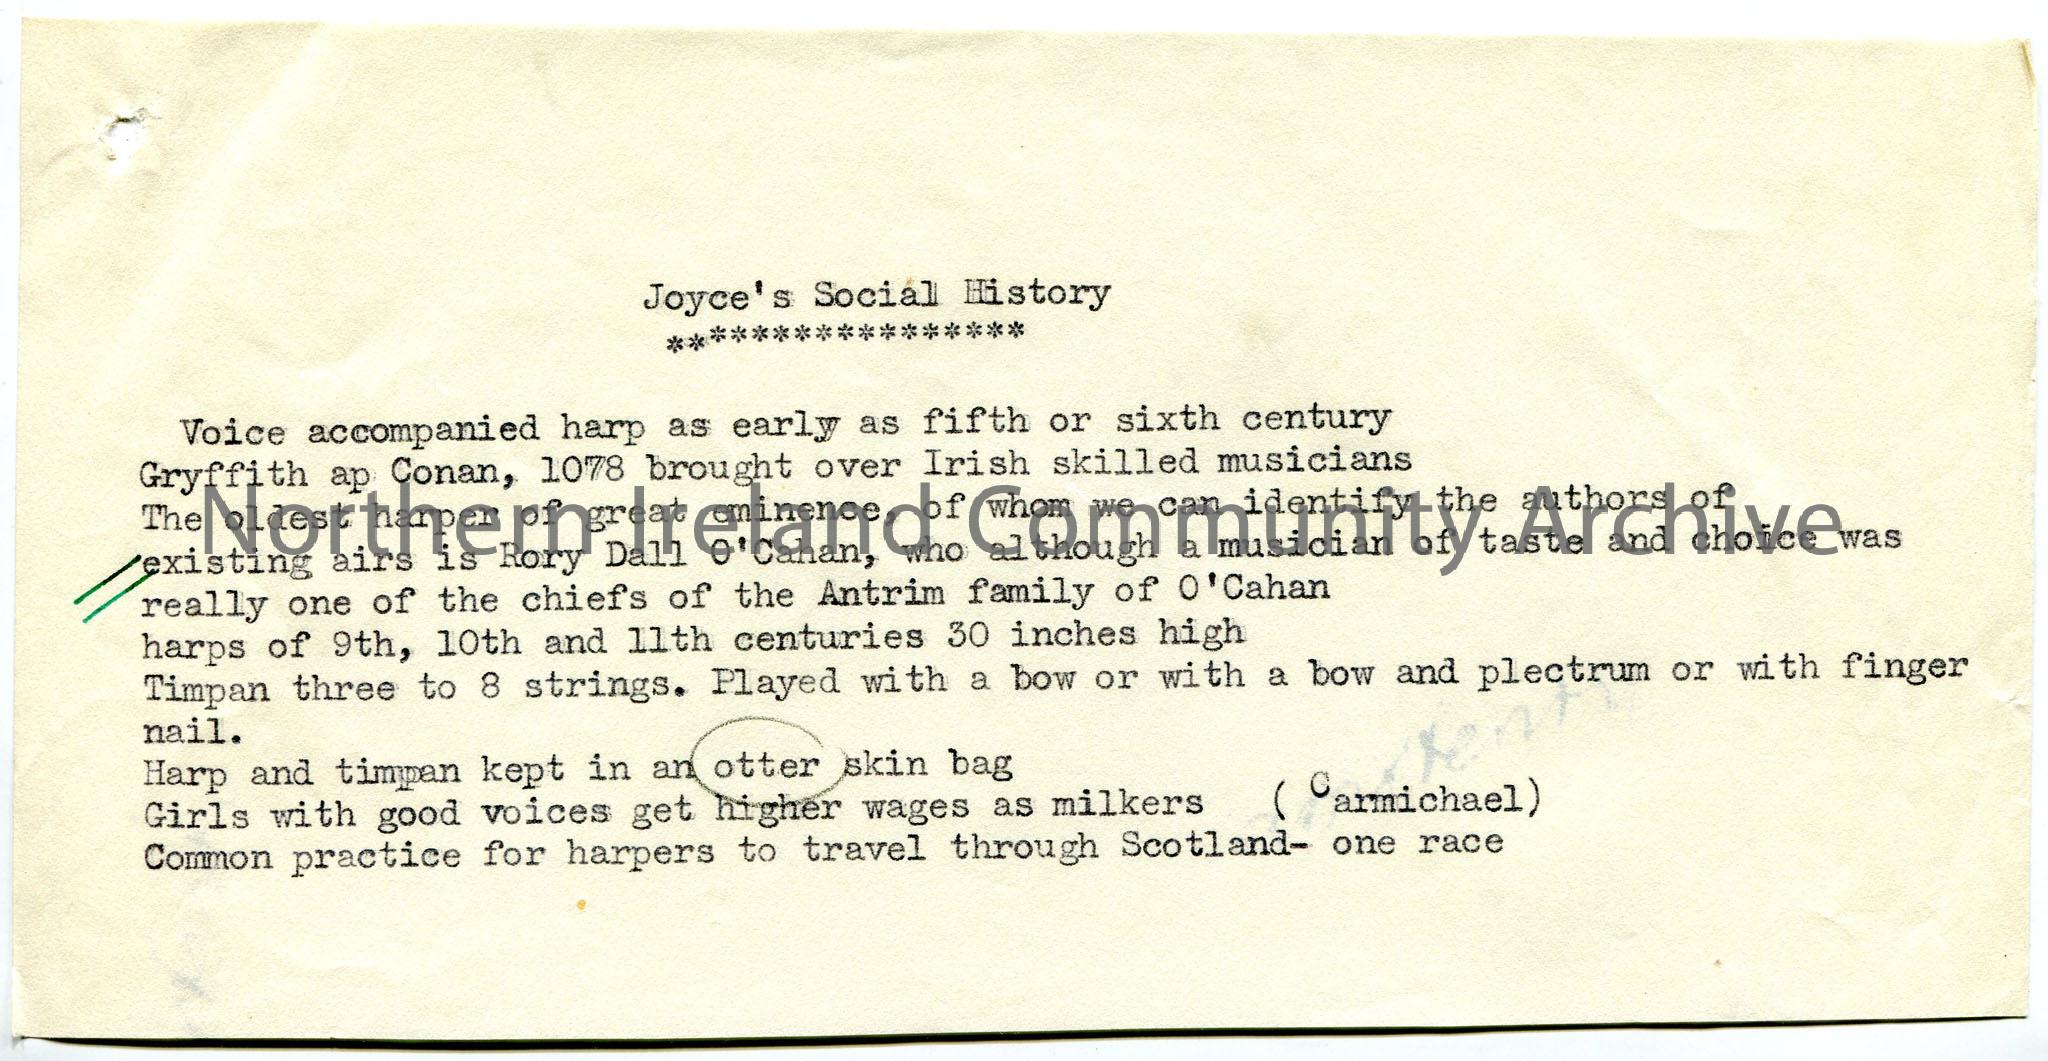 Joyce's Social History
*****************
Voice accompanied harp as early as fifth or sixth century
Gryffith ap Conan, 1078 brought over Irish skilled musicians
The oldest harper of great eminence, of whom we can identify the authors of
existing airs is Rory Dall O'Cahan, who although a musician of taste and choice was
really one of the chiefs of the Antrim family of O'Cahan
harps of 9th, 10th and 11th centuries 30 inches high
Timpan three to 8 strings. Played with a bow or with a bow and plectrum or with finger
nail.
Harp and timpan kept in an otter skin bag
Girls with good voices get higher wages as milkers ( Carmichael)
Common practice for harpers to travel through Scotland- one race
Northern Ireland Community Archive